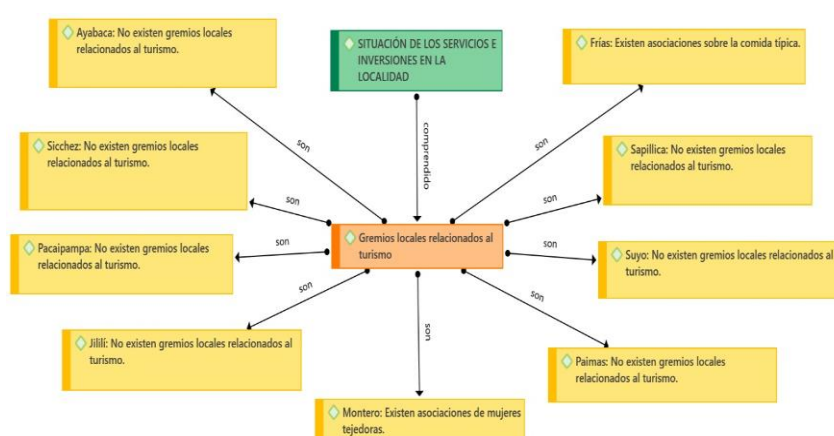 Ayabaca: No existen gremios locales
relacionados al turismo.
SITUACIÓN DE LOS SERVICIOS E
INVERSIONES EN LA
LOCALIDAD
Frías: Existen asociaciones sobre la comida típica.
son
comprendido
son
Sicchez: No existen gremios locales
relacionados al turismo.
Sapillica: No existen gremios locales
relacionados al turismo.
son
son
Gremios locales relacionados al
turismo
Pacaipampa: No existen gremios locales
relacionados al turismo.
son
son
Suyo: No existen gremios locales relacionados al
turismo.
son
son
son
Jililí: No existen gremios locales relacionados al
turismo.
Paimas: No existen gremios locales
relacionados al turismo.
Montero: Existen asociaciones de mujeres
tejedoras.